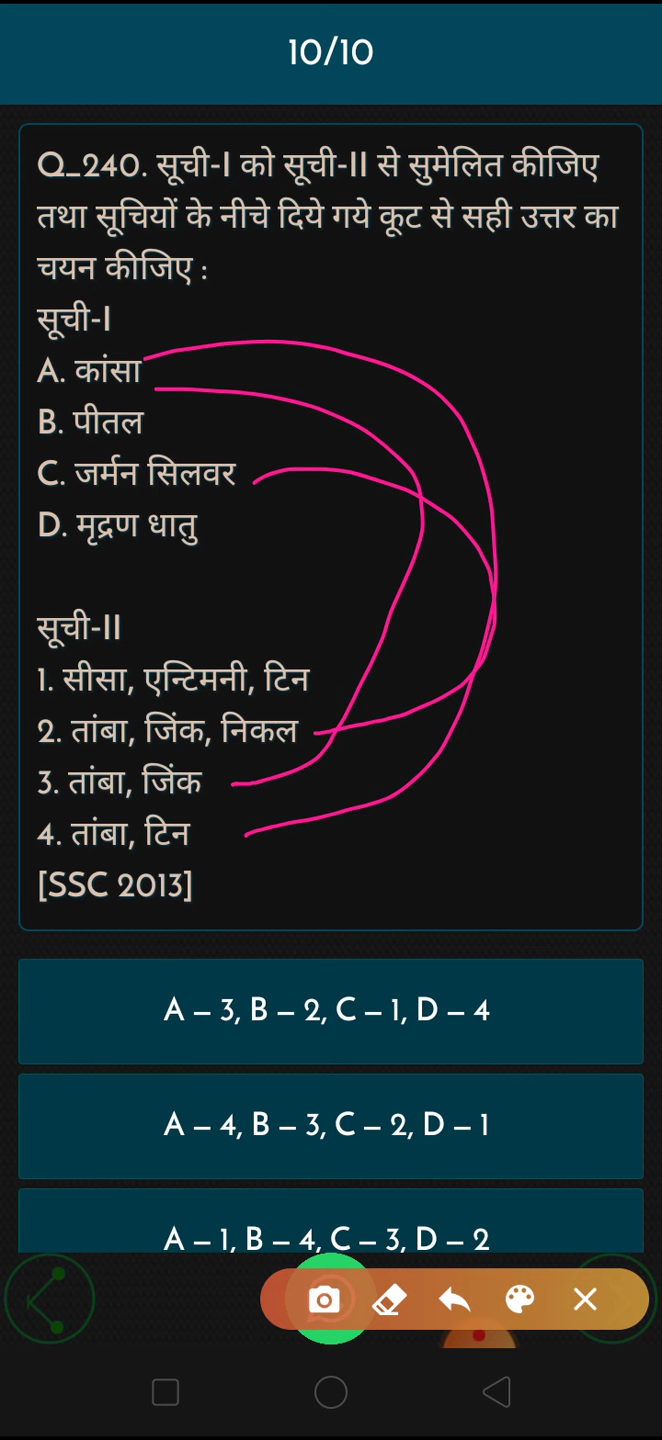 10/10
Q_240. सूची-I को सूची-II से सुमेलित कीजिए
तथा सूचियों के नीचे दिये गये कूट से सही उत्तर का
चयन कीजिए :
सूची-I
A. कांसा
B. पीतल
C. जर्मन सिलवर
D. मृद्रण धातु
सूची-II
1. सीसा, एन्टिमनी, टिन
2. तांबा, जिंक, निकल
3. तांबा, जिंक
4. तांबा, टिन
[SSC 2013]
A – 3, B – 2, C – 1, D – 4
A – 4, B – 3, C – 2, D – 1
A – 1, B – 4, C – 3, D – 2